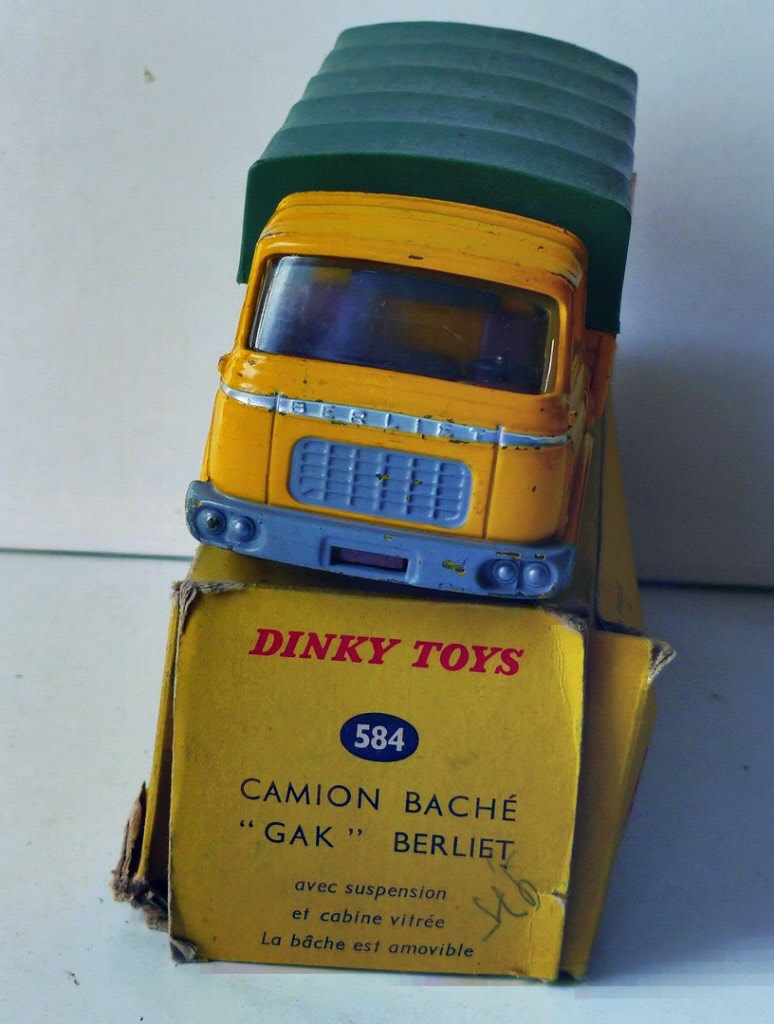 BERLIET
DINKY TOYS
584
CAMION BACHÉ
“GAK” BERLIET
avec suspension
et cabine vitrée
La bâche est amovible